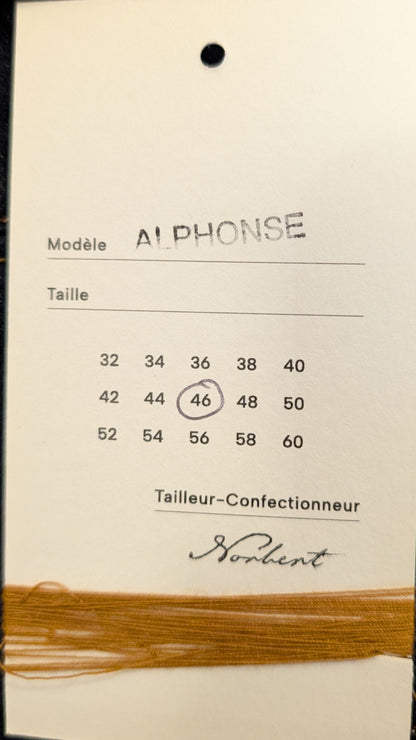 Modèle ALPHONSE
Taille
32 34 36 38 40
42 44 46 48 50
52 54 56 58 60
Tailleur-Confectionneur
Norbert